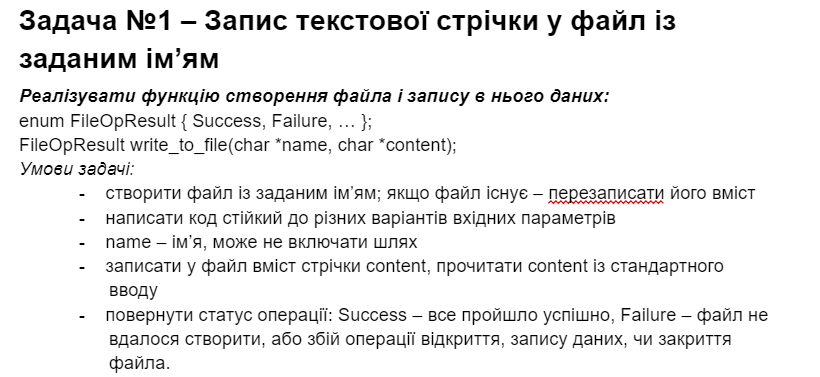 Задача №1 – Запис текстової стрічки у файл із
заданим ім’ям
Реалізувати функцію створення файла і запису в нього даних:
enum FileOpResult { Success, Failure, … };
FileOpResult write_to_file(char *name, char *content);
Умови задачі:
- створити файл із заданим ім’ям; якщо файл існує – перезаписати його вміст
- написати код стійкий до різних варіантів вхідних параметрів
- name – ім’я, може не включати шлях
- записати у файл вміст стрічки content, прочитати content із стандартного
вводу
- повернути статус операції: Success – все пройшло успішно, Failure – файл не
вдалося створити, або збій операції відкриття, запису даних, чи закриття
файла.